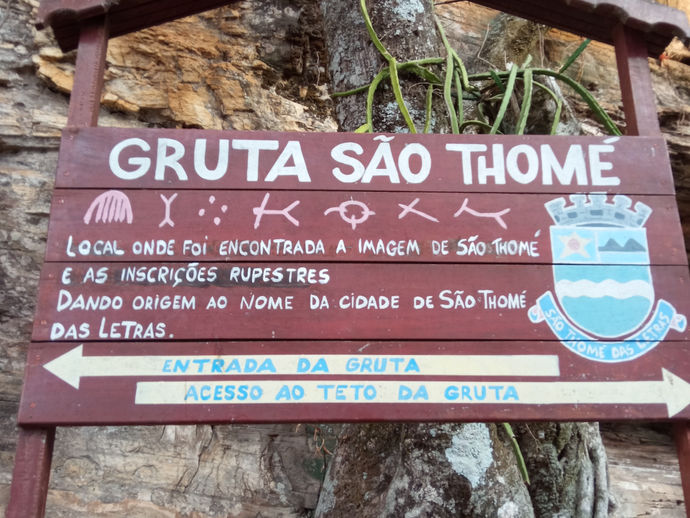 GRUTA SÃO THOMÉ
LOCAL ONDE FOI ENCONTRADA A IMAGEM DE SÃO THOMÉ
E AS INSCRIÇÕES RUPESTRES
DANDO ORIGEM AO NOME DA CIDADE DE SÃO THOMÉ
DAS LETRAS.
SÃO THOMÉ DAS LETRAS
ENTRADA DA GRUTA
ACESSO AO TETO DA GRUTA